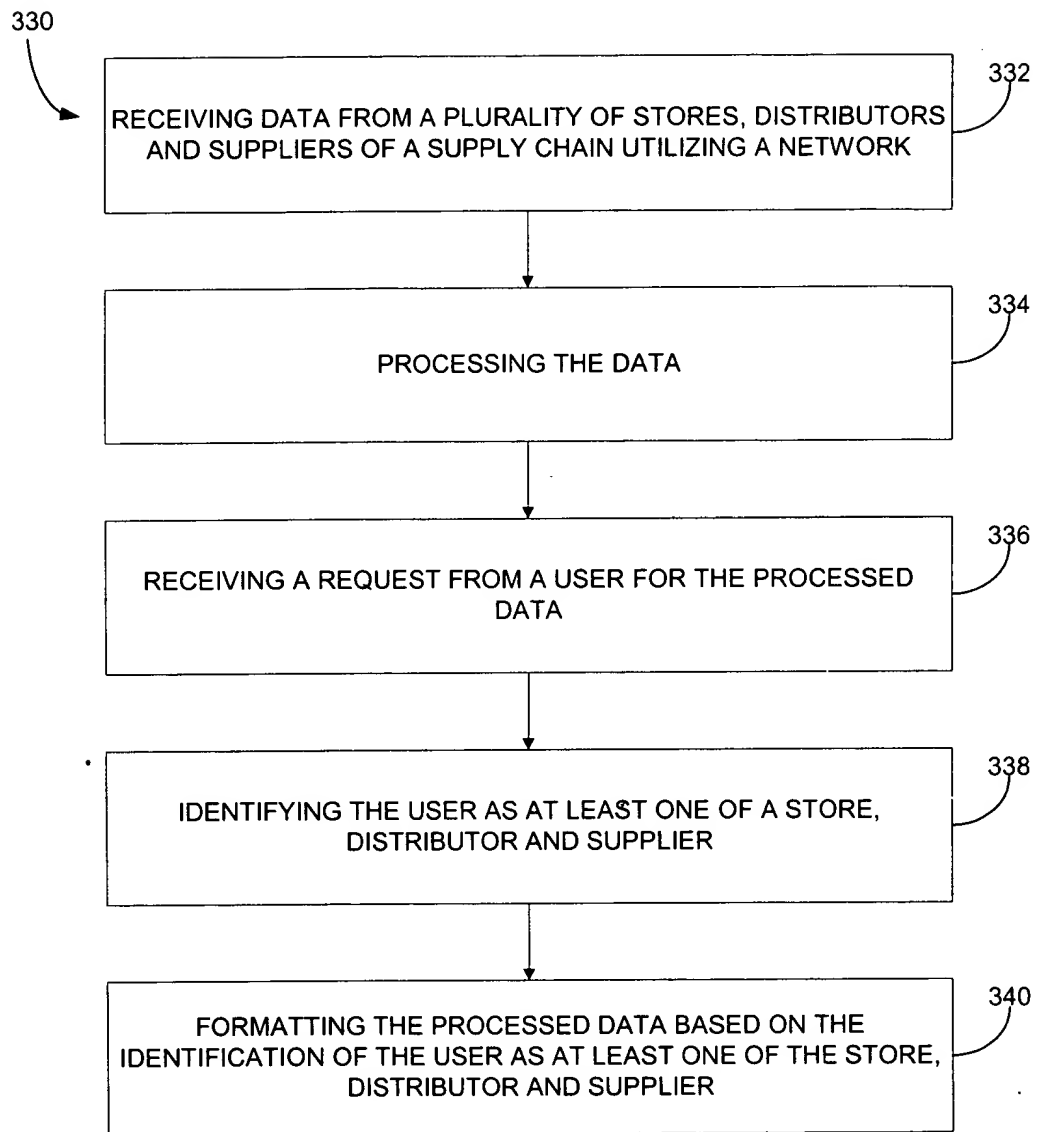 330
332
RECEIVING DATA FROM A PLURALITY OF STORES, DISTRIBUTORS
AND SUPPLIERS OF A SUPPLY CHAIN UTILIZING A NETWORK
334
PROCESSING THE DATA
336
RECEIVING A REQUEST FROM A USER FOR THE PROCESSED
DATA
338
IDENTIFYING THE USER AS AT LEAST ONE OF A STORE,
DISTRIBUTOR AND SUPPLIER
340
FORMATTING THE PROCESSED DATA BASED ON THE
IDENTIFICATION OF THE USER AS AT LEAST ONE OF THE STORE,
DISTRIBUTOR AND SUPPLIER